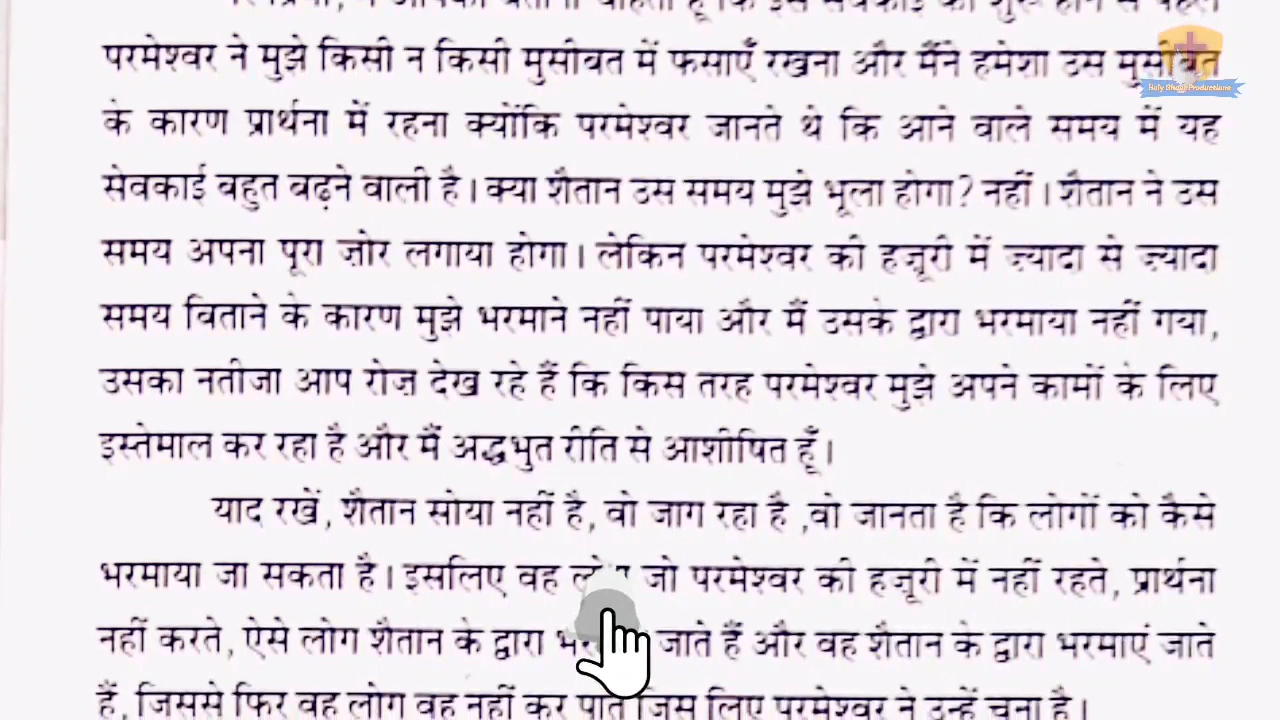 परमेश्वर ने मुझे किसी न किसी मुसीबत में फसाएँ रखना और मैंने हमेशा उस मुसीबत
के कारण प्रार्थना में रहना क्योंकि परमेश्वर जानते थे कि आने वाले समय में यह
सेवकाई बहुत बढ़ने वाली है। क्या शैतान उस समय मुझे भूला होगा? नहीं। शैतान ने उस
समय अपना पूरा ज़ोर लगाया होगा। लेकिन परमेश्वर की हज़ूरी में ज़्यादा से ज़्यादा
समय बिताने के कारण मुझे भरमाने नहीं पाया और मैं उसके द्वारा भरमाया नहीं गया,
उसका नतीजा आप रोज़ देख रहे हैं कि किस तरह परमेश्वर मुझे अपने कामों के लिए
इस्तेमाल कर रहा है और मैं अद्धभुत रीति से आशीषित हूँ।
याद रखें, शैतान सोया नहीं है, वो जाग रहा है ,वो जानता है कि लोगों को कैसे
भरमाया जा सकता है। इसलिए वह जो परमेश्वर की हज़ूरी में नहीं रहते, प्रार्थना
नहीं करते, ऐसे लोग शैतान के द्वारा जाते हैं और वह शैतान के द्वारा भरमाएं जाते
हैं, जिससे फिर वह लोग वह नहीं कर पाते जिस लिए परमेश्वर ने उन्हें चुना है।
Holy Ghost Productions